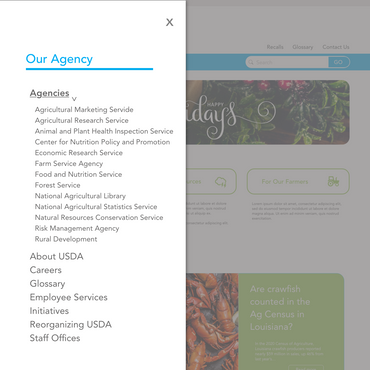 X
Our Agency
Agencies
Agricultural Marketing Servide
Agricultural Research Service
Animal and Plant Health Inspection Service
Center for Nutrition Policy and Promotion
Economic Research Service
Farm Service Agency
Food and Nutrition Service
Forest Service
National Agricultural Library
National Agricultural Statistics Service
Natural Resources Conservation Service
Risk Management Agency
Rural Development
About USDA
Careers
Glossary
Employee Services
Initiatives
Reorganizing USDA
Staff Offices
Recalls Glossary Contact Us
Search
GO
HAPPY
For Our Farmers
Are crawfish
counted in the
Ag Census in
Louisiana?